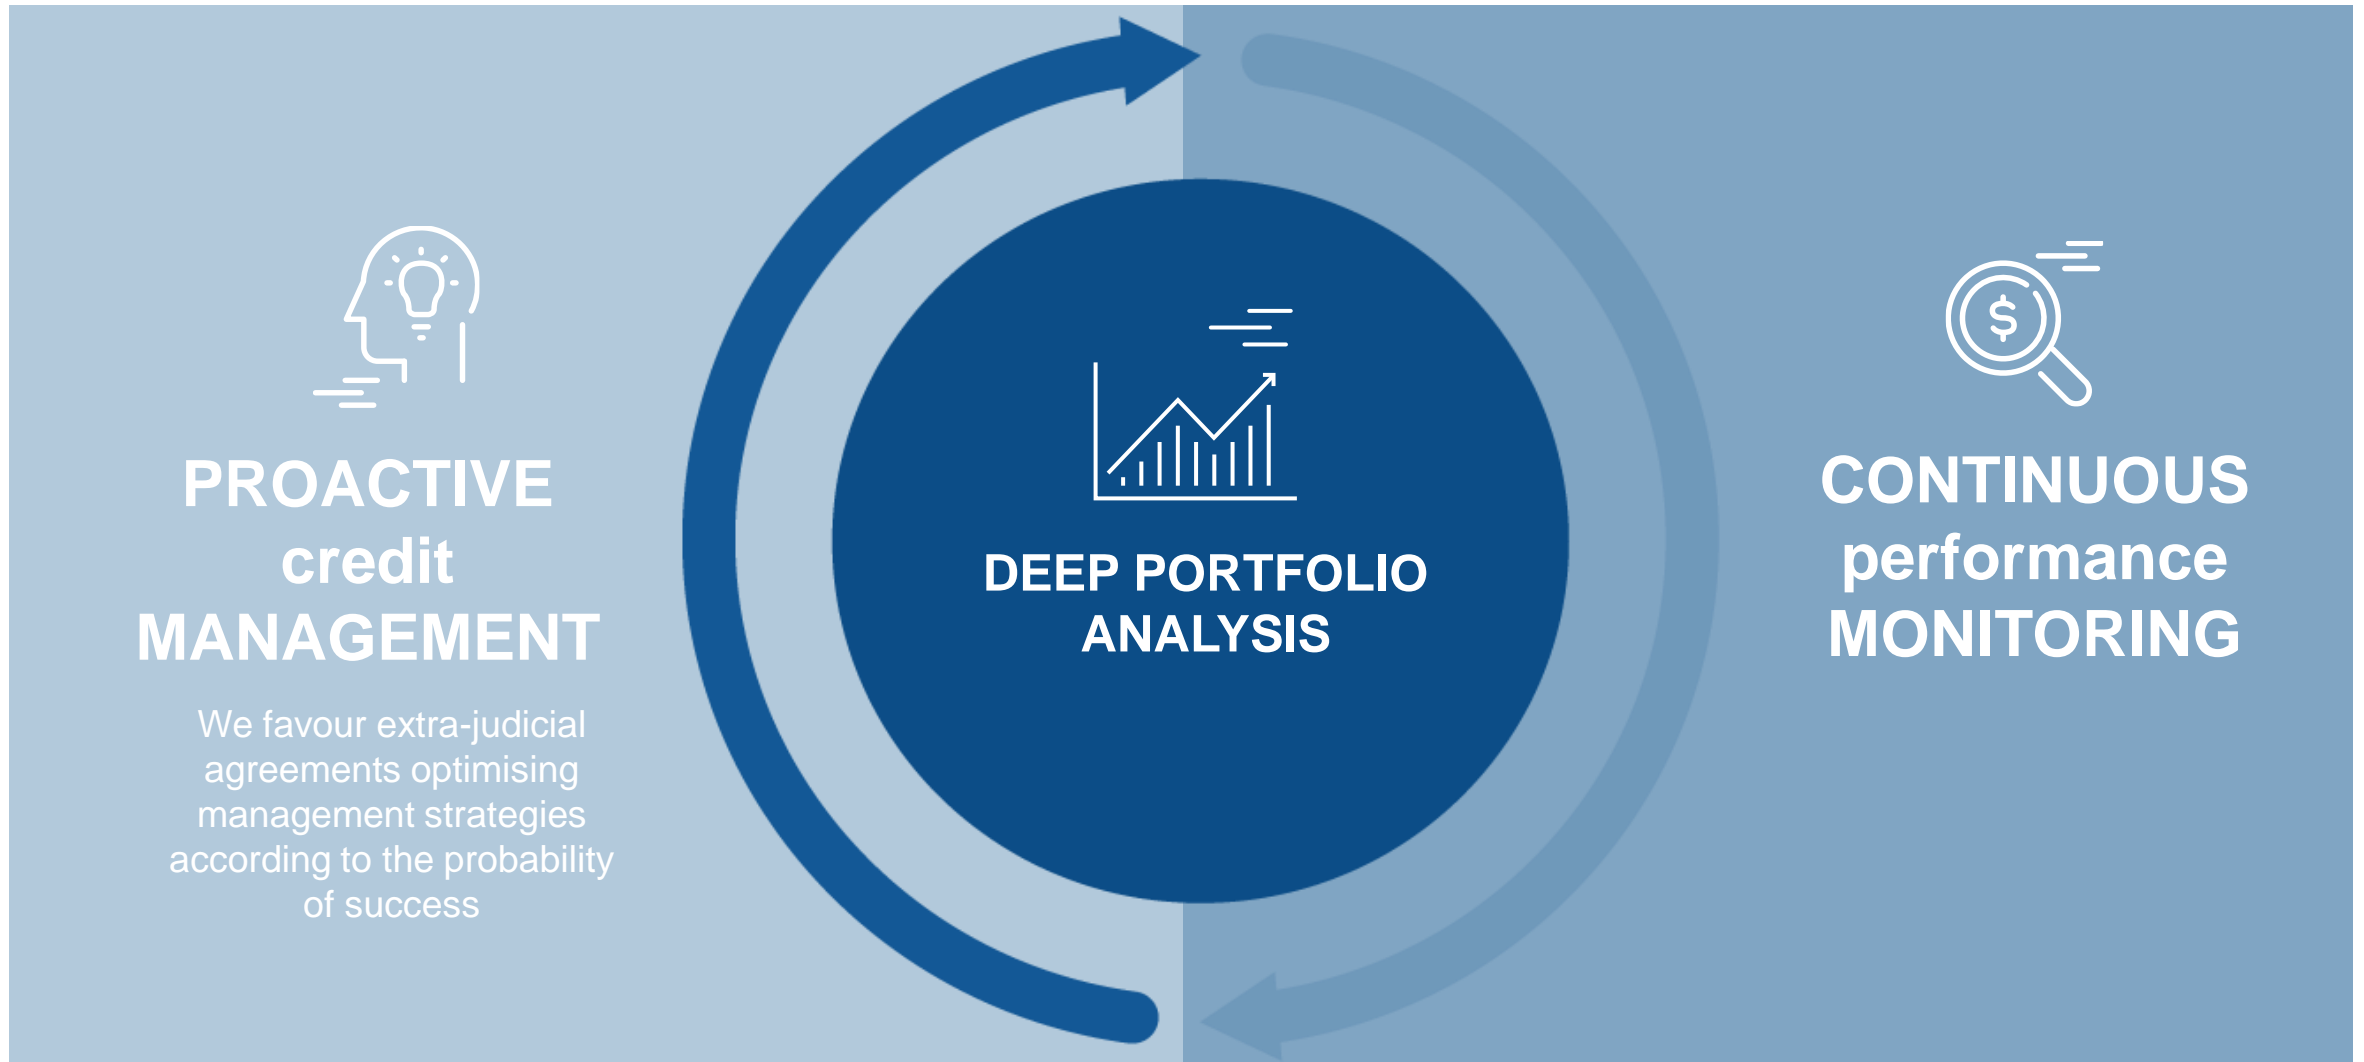 PROACTIVE
credit
MANAGEMENT
We favour extra-judicial
agreements optimising
management strategies
according to the probability
of success
DEEP PORTFOLIO
ANALYSIS
$
CONTINUOUS
performance
MONITORING